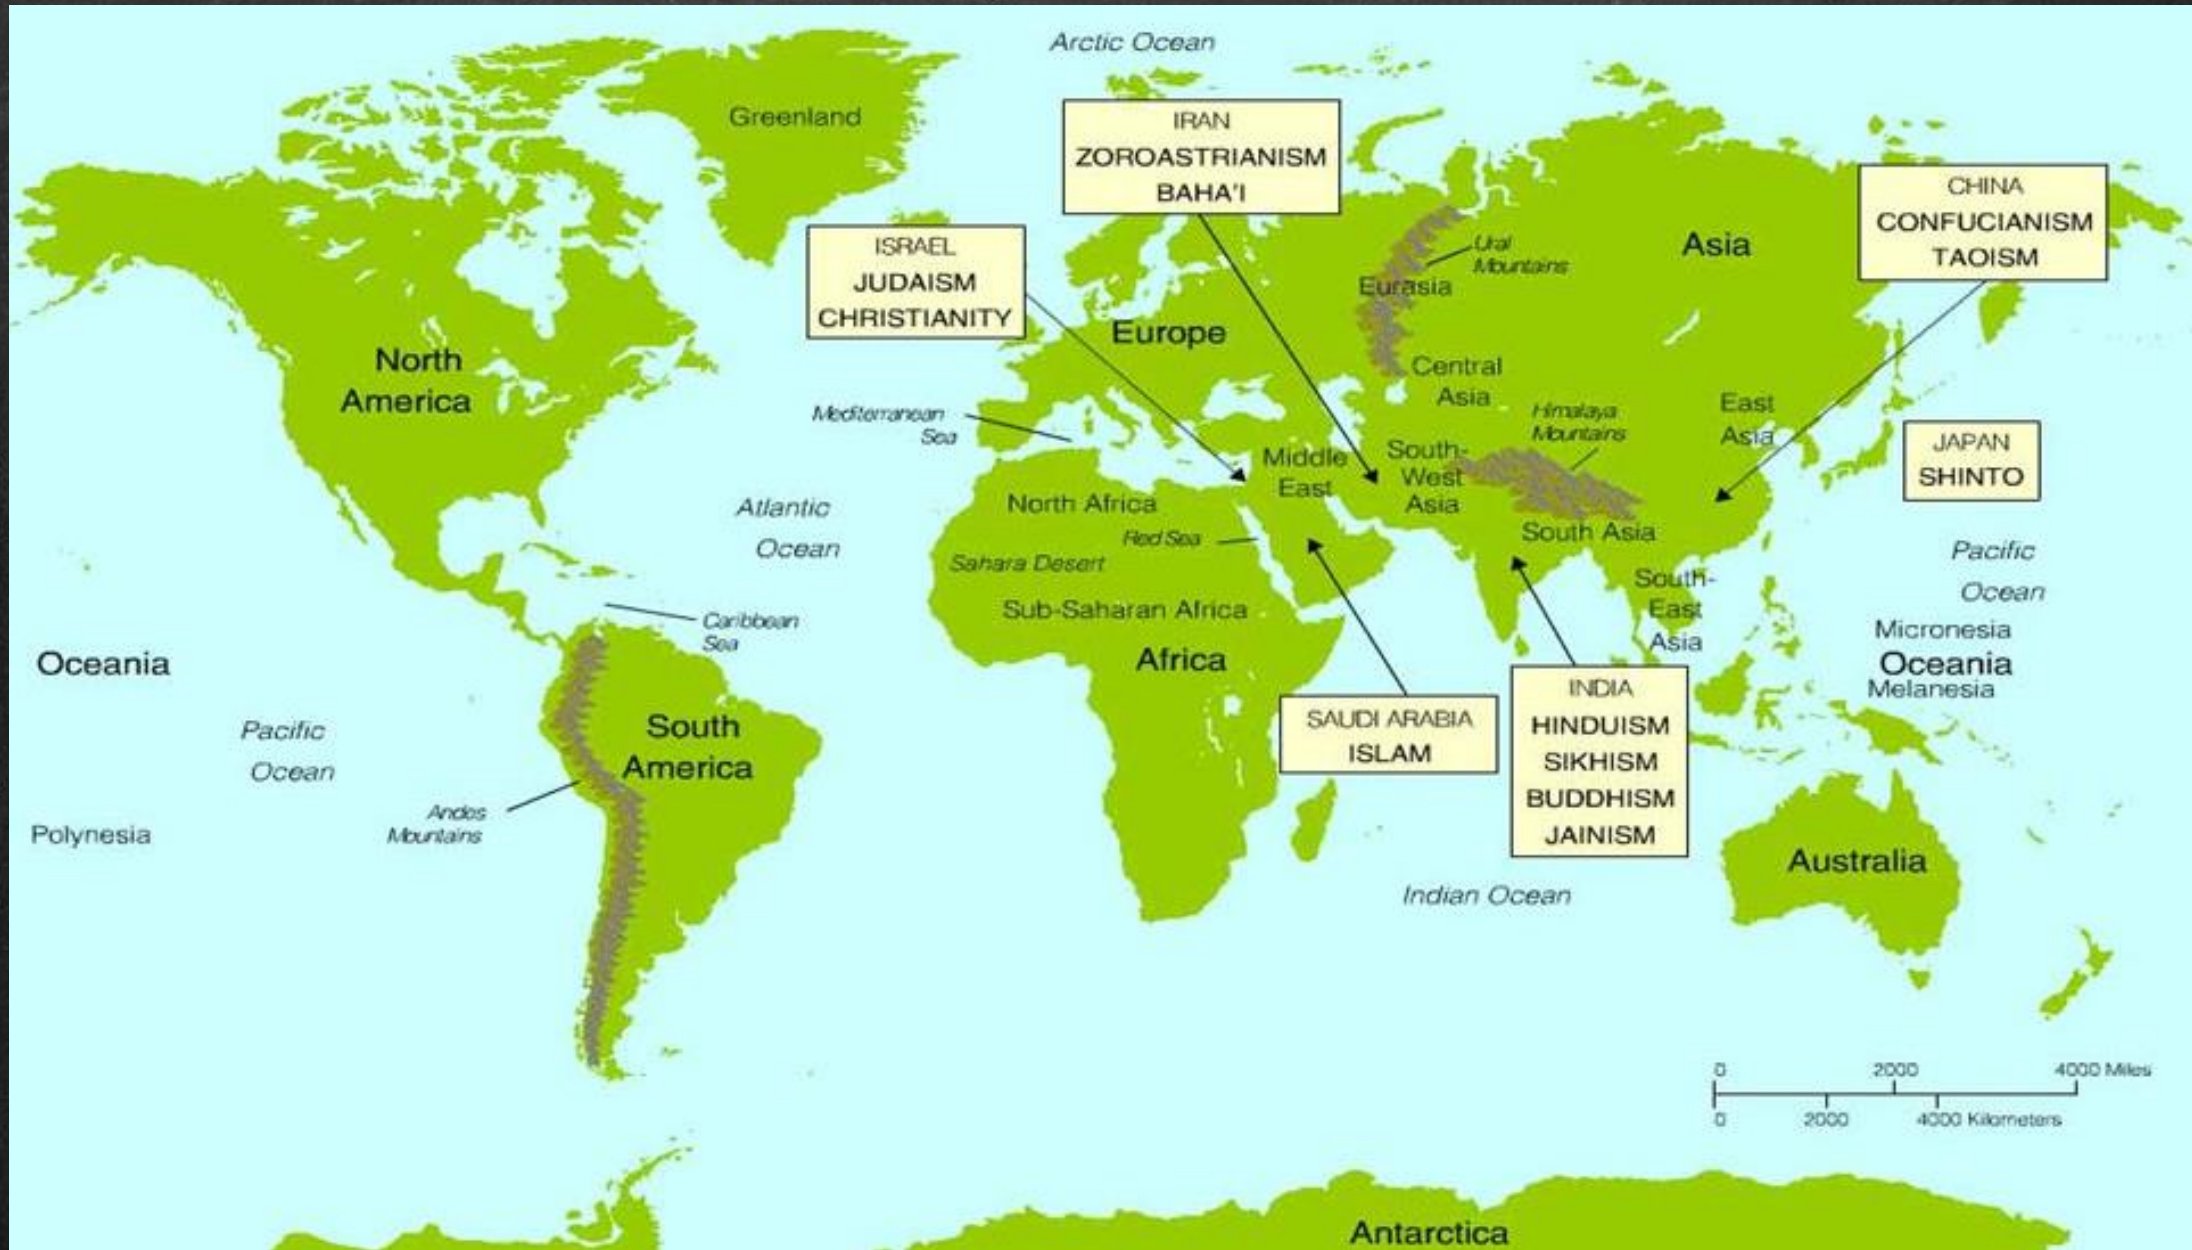 Arctic Ocean
Greenland
IRAN
ZOROASTRIANISM
BAHA'I
CHINA
CONFUCIANISM
TAOISM
ISRAEL
JUDAISM
CHRISTIANITY
Ural
Mountains
Asia
Eurasia
Europe
North
America
Central
Asia
East
Asia
Himalaya
Mountains
Mediterranean
Sea
JAPAN
SHINTO
Middle
East
South-
West
Asia
North Africa
Atlantic
Ocean
Red Sea
South Asia
Sahara Desert
Pacific
Ocean
South-
East
Asia
Sub-Saharan Africa
Caribbean
Sea
Africa
Micronesia
Oceania
Melanesia
Oceania
INDIA
HINDUISM
SIKHISM
BUDDHISM
JAINISM
SAUDI ARABIA
ISLAM
Pacific
Ocean
South
America
Andes
Mountains
Polynesia
Australia
Indian Ocean
0 2000 4000 Miles
0 2000 4000 Kilometers
Antarctica